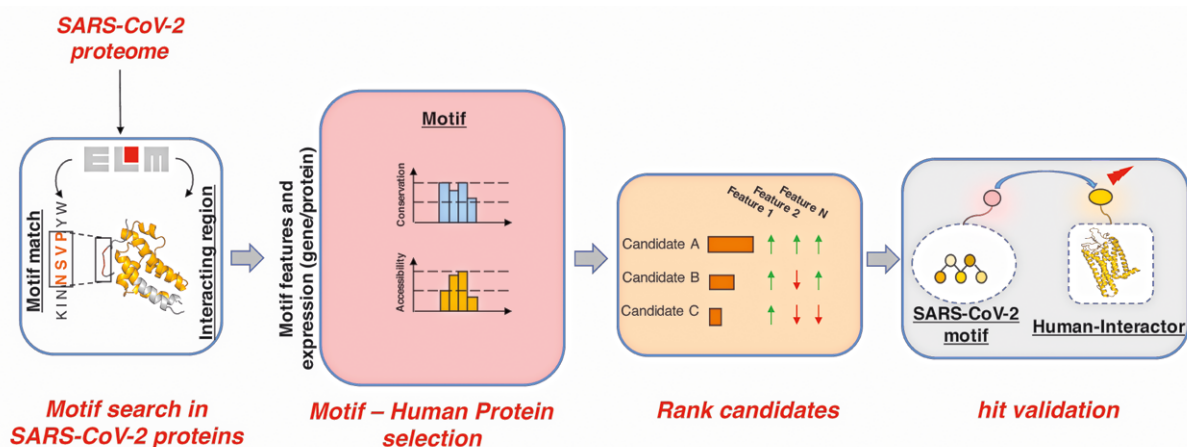 SARS-CoV-2
proteome
ELM
Motif match
KINNSVPYW
Interacting region
Motif search in
SARS-CoV-2 proteins
Motif features and
expression (gene/protein)
Motif
Conservation
Accessibility
Motif – Human Protein
selection
Feature 1
Feature 2
Feature N
Candidate A
Candidate B
Candidate C
Rank candidates
SARS-CoV-2
motif
Human-Interactor
hit validation